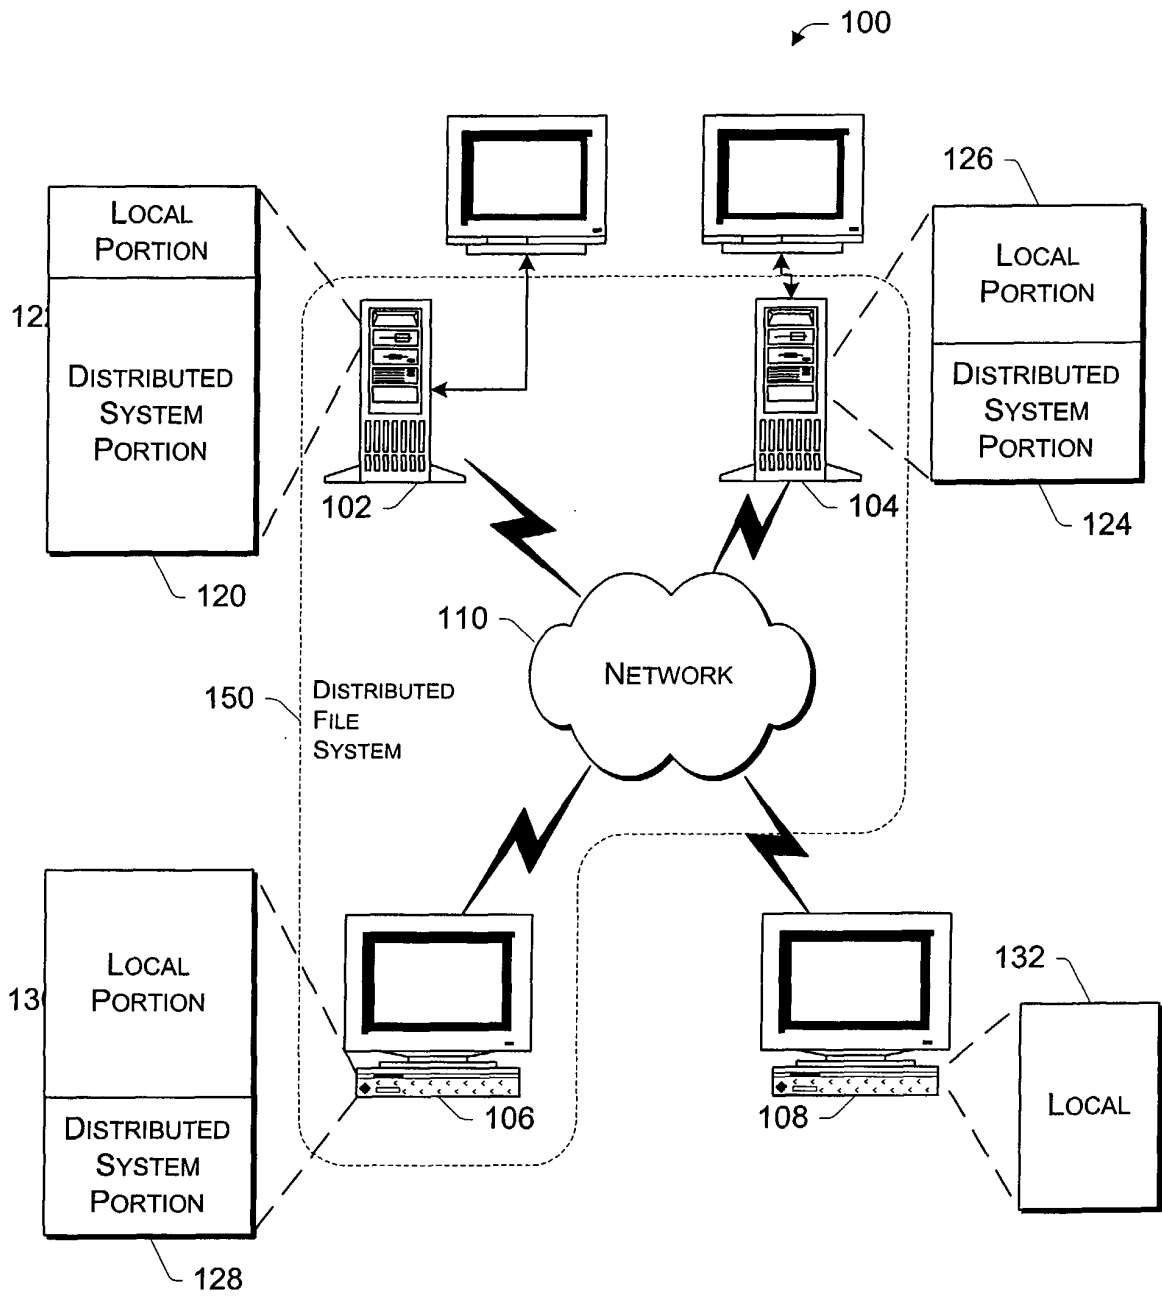 100
126
LOCAL
PORTION
DISTRIBUTED
SYSTEM
PORTION
120
LOCAL
PORTION
DISTRIBUTED
SYSTEM
PORTION
124
102
104
110
NETWORK
150
DISTRIBUTED
FILE
SYSTEM
LOCAL
PORTION
DISTRIBUTED
SYSTEM
PORTION
128
106
108
132
LOCAL